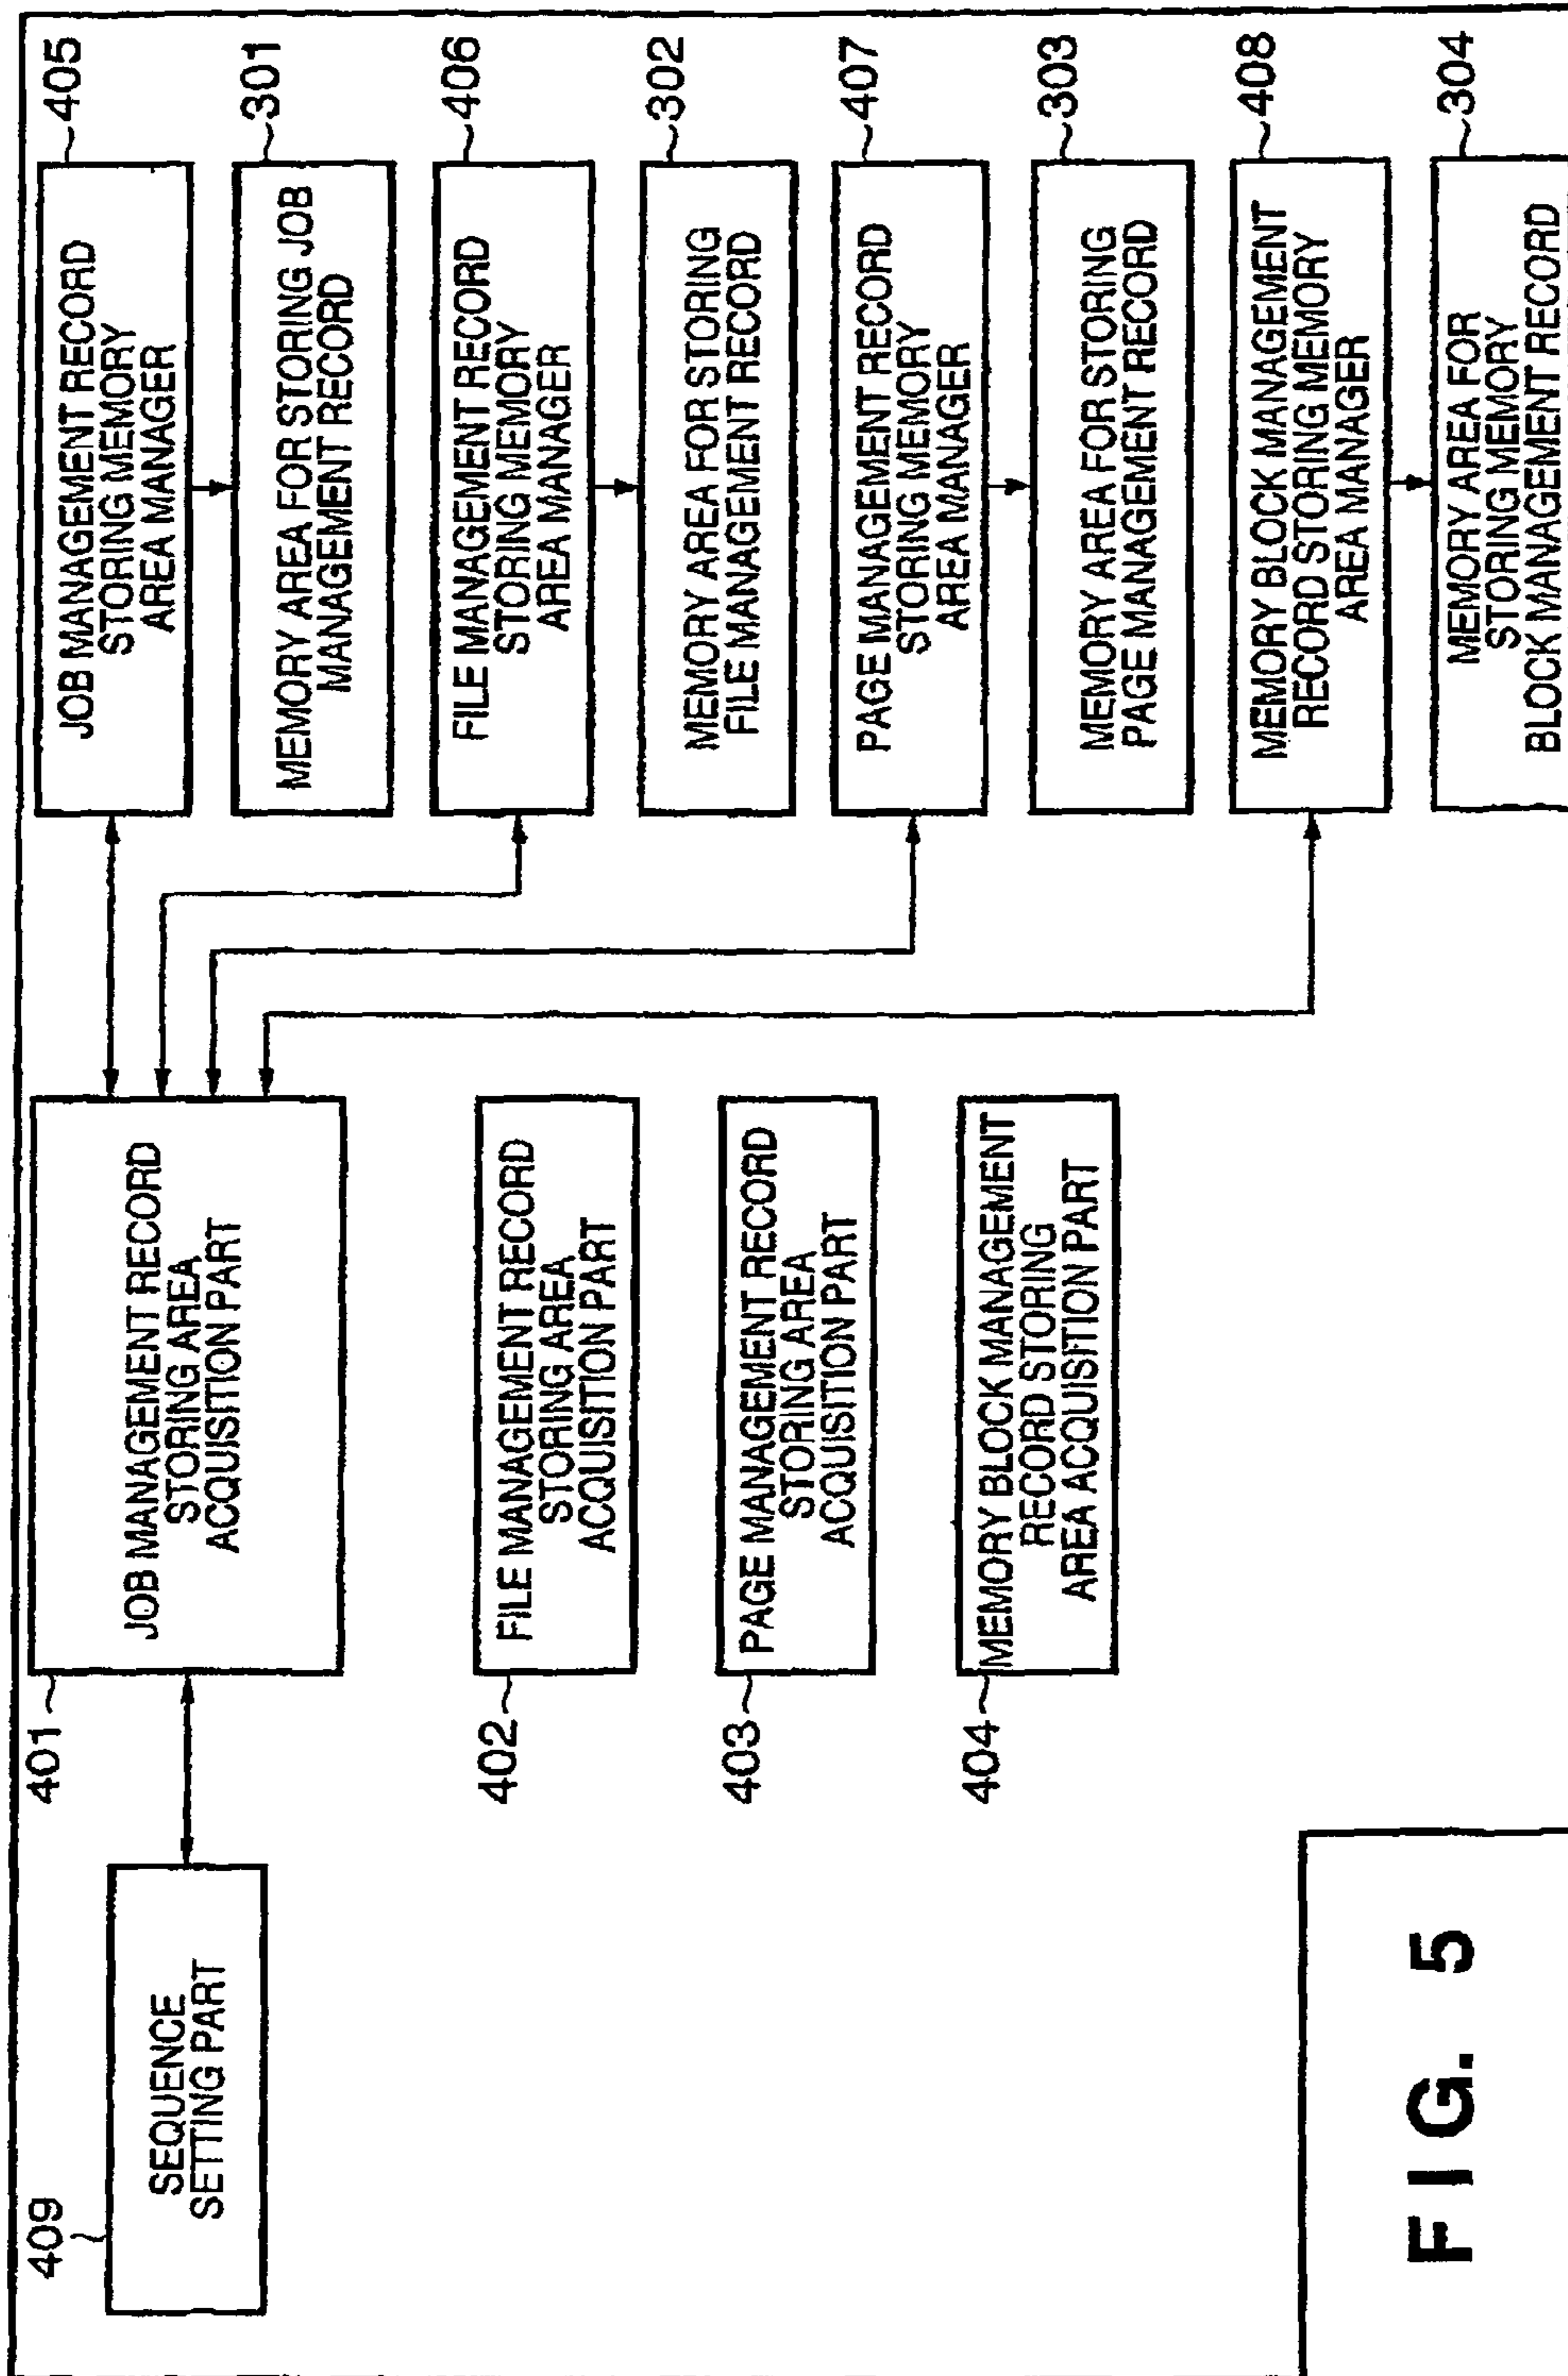 409
SEQUENCE
SETTING PART
401
JOB MANAGEMENT RECORD
STORING AREA
ACQUISITION PART
402
FILE MANAGEMENT RECORD
STORING AREA
ACQUISITION PART
403
PAGE MANAGEMENT RECORD
STORING AREA
ACQUISITION PART
404
MEMORY BLOCK MANAGEMENT
RECORD STORING
AREA ACQUISITION PART
405
JOB MANAGEMENT RECORD
STORING MEMORY
AREA MANAGER
301
MEMORY AREA FOR STORING JOB
MANAGEMENT RECORD
406
FILE MANAGEMENT RECORD
STORING MEMORY
AREA MANAGER
302
MEMORY AREA FOR STORING
FILE MANAGEMENT RECORD
407
PAGE MANAGEMENT RECORD
STORING MEMORY
AREA MANAGER
303
MEMORY AREA FOR STORING
PAGE MANAGEMENT RECORD
408
MEMORY BLOCK MANAGEMENT
RECORD STORING MEMORY
AREA MANAGER
304
MEMORY AREA FOR
STORING MEMORY
BLOCK MANAGEMENT RECORD
FIG. 5